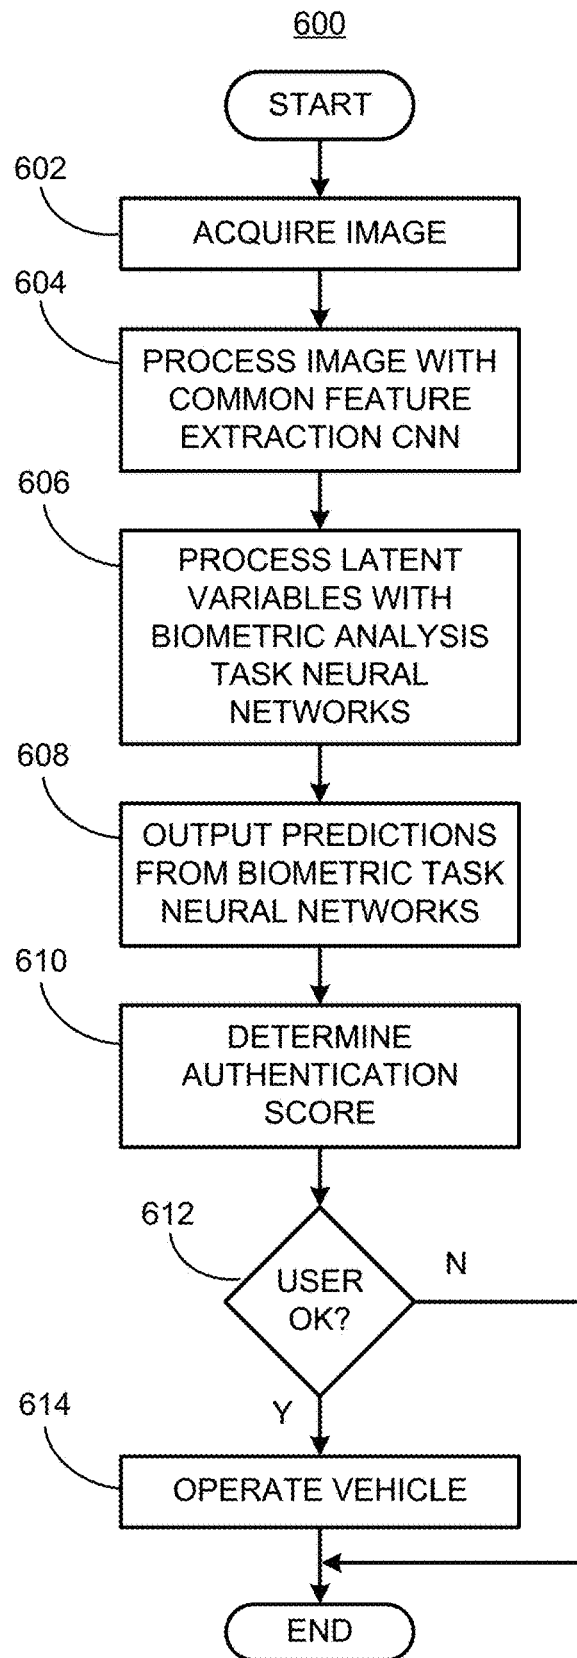 600
START
602
ACQUIRE IMAGE
604
PROCESS IMAGE WITH
COMMON FEATURE
EXTRACTION CNN
606
PROCESS LATENT
VARIABLES WITH
BIOMETRIC ANALYSIS
TASK NEURAL
NETWORKS
608
OUTPUT PREDICTIONS
FROM BIOMETRIC TASK
NEURAL NETWORKS
610
DETERMINE
AUTHENTICATION
SCORE
612
USER
OK?
N
Y
614
OPERATE VEHICLE
END